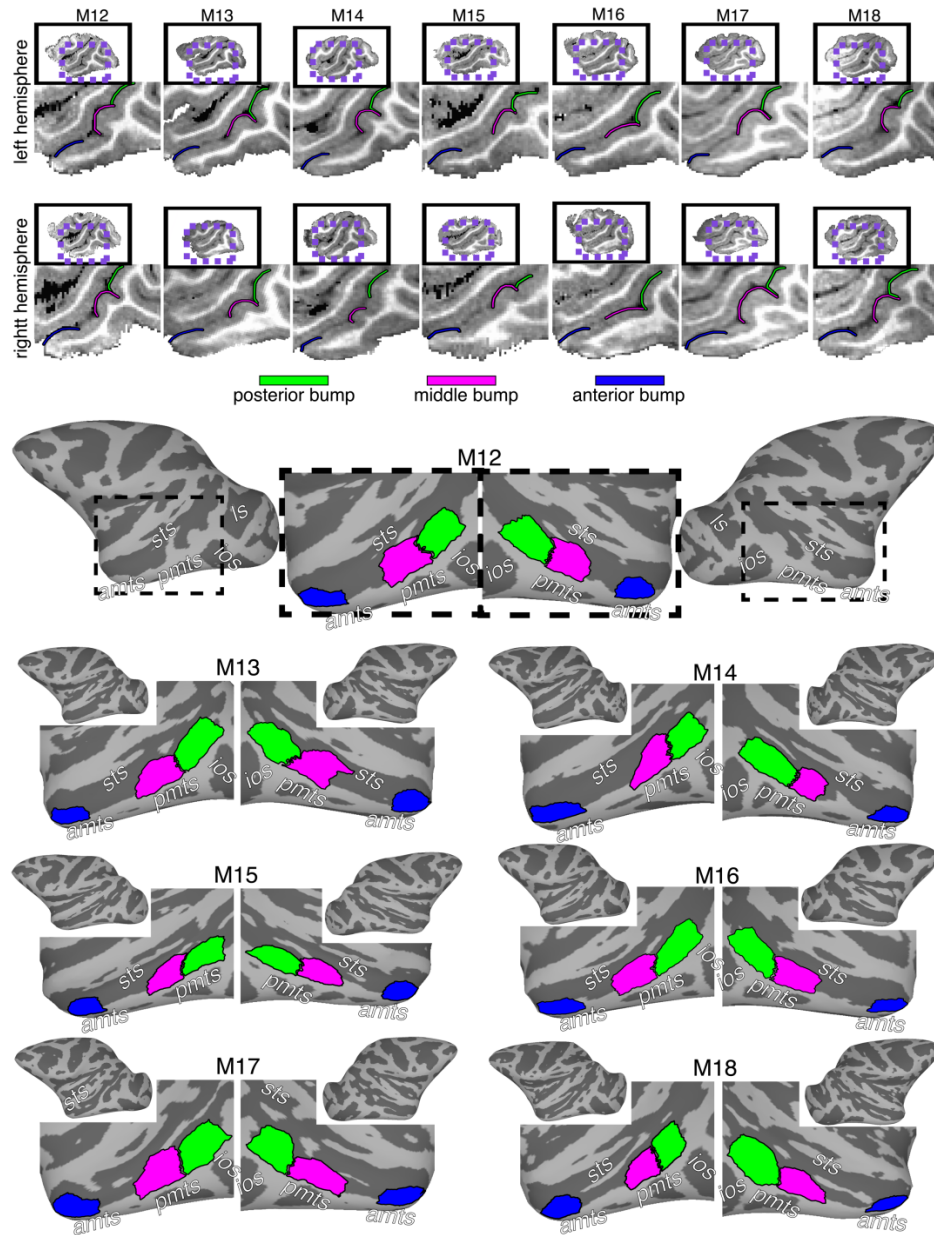 M12 M13 M14 M15 M16 M17 M18
left hemisphere
rightt hemisphere
posterior bump middle bump anterior bump
M12
sts ls
amts pmts ios
sts ios
amts pmts
sts
ios pmts amts
ls sts
ios pmts amts
M13
sts ios
amts pmts
sts
ios pmts amts
M14
sts ios
amts pmts
sts
ios pmts amts
M15
sts
amts pmts
sts
pmts amts
M16
sts ios
amts pmts
sts
ios pmts amts
M17
sts
sts
ios
amts pmts
ios pmts amts
M18
sts ios
amts pmts
sts
ios pmts amts